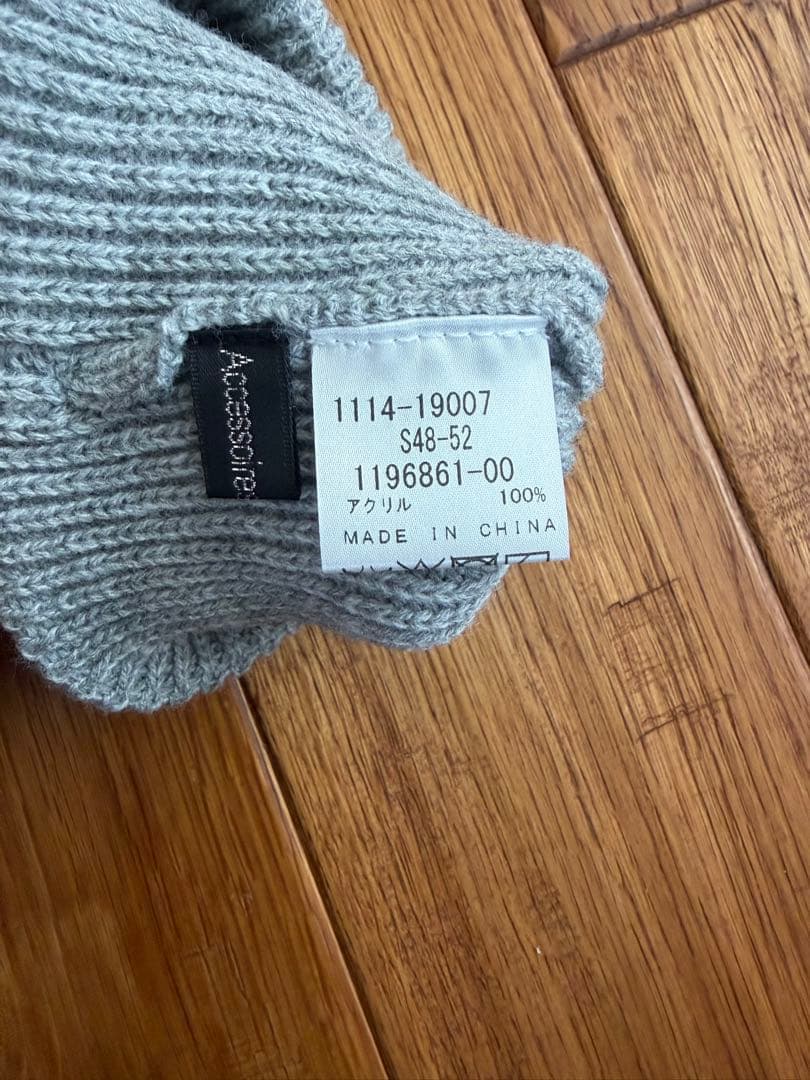 Accessoires
1114-19007
S48-52
1196861-00
アクリル 100%
MADE IN CHINA